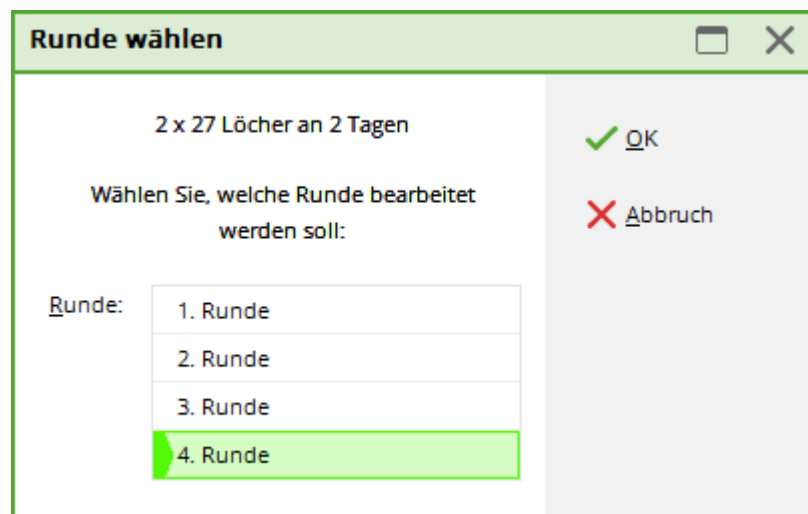 Runde wählen
2 x 27 Löcher an 2 Tagen
OK
Wählen Sie, welche Runde bearbeitet
werden soll:
Abbruch
Runde:
1. Runde
2. Runde
3. Runde
4. Runde